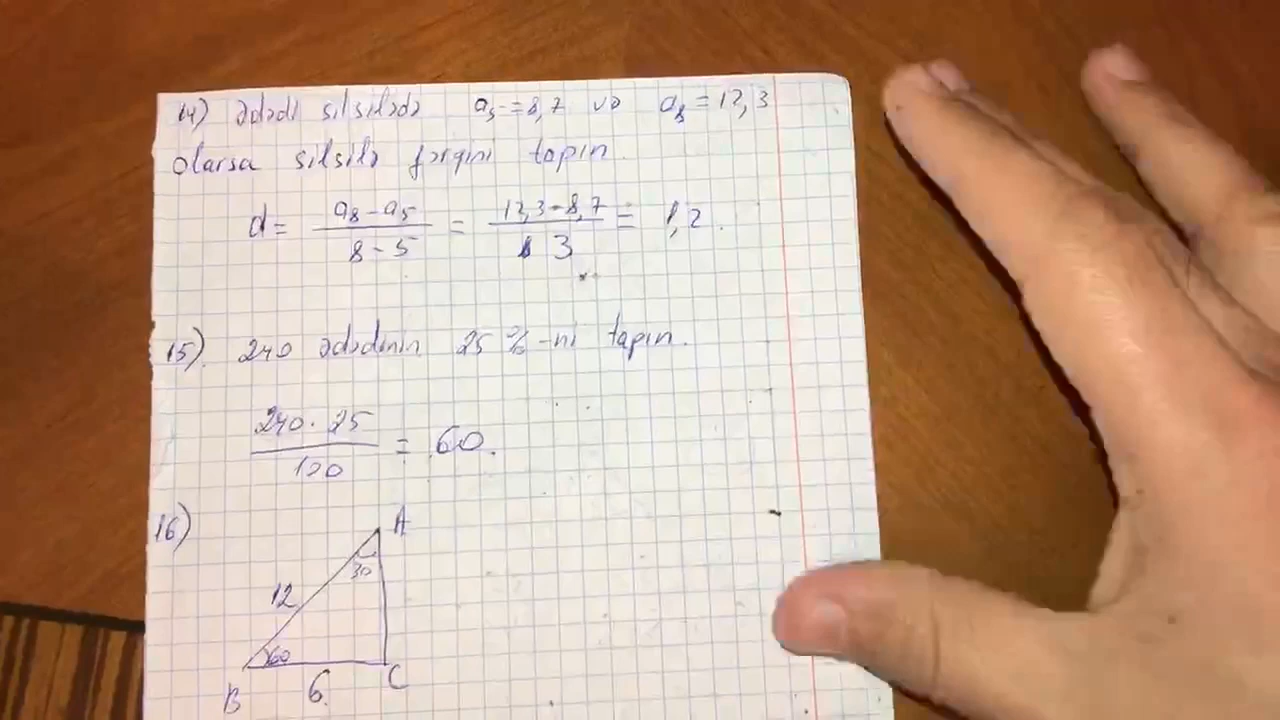 14) ədədi silsilədə a₅ = 8,7 və a₈ = 12,3
olarsa silsilə fərqini tapın.
d = (a₈ – a₅)/(8 – 5) = (12,3 – 8,7)/3 = 1,2.
15). 240 ədədinin 25 %-ni tapın.
(240 · 25)/100 = 60.
16)
A
30
12
60
B 6. C